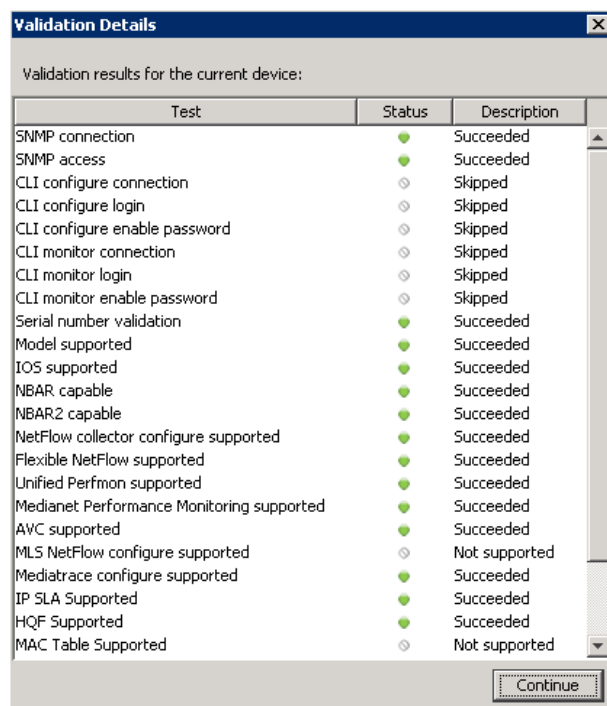 Validation Details
Validation results for the current device:
Test Status Description
SNMP connection Succeeded
SNMP access Succeeded
CLI configure connection Skipped
CLI configure login Skipped
CLI configure enable password Skipped
CLI monitor connection Skipped
CLI monitor login Skipped
CLI monitor enable password Skipped
Serial number validation Succeeded
Model supported Succeeded
IOS supported Succeeded
NBAR capable Succeeded
NBAR2 capable Succeeded
NetFlow collector configure supported Succeeded
Flexible NetFlow supported Succeeded
Unified Perfmon supported Succeeded
Medianet Performance Monitoring supported Succeeded
AVC supported Succeeded
MLS NetFlow configure supported Not supported
Mediatrace configure supported Succeeded
IP SLA Supported Succeeded
HQF Supported Succeeded
MAC Table Supported Not supported
Continue